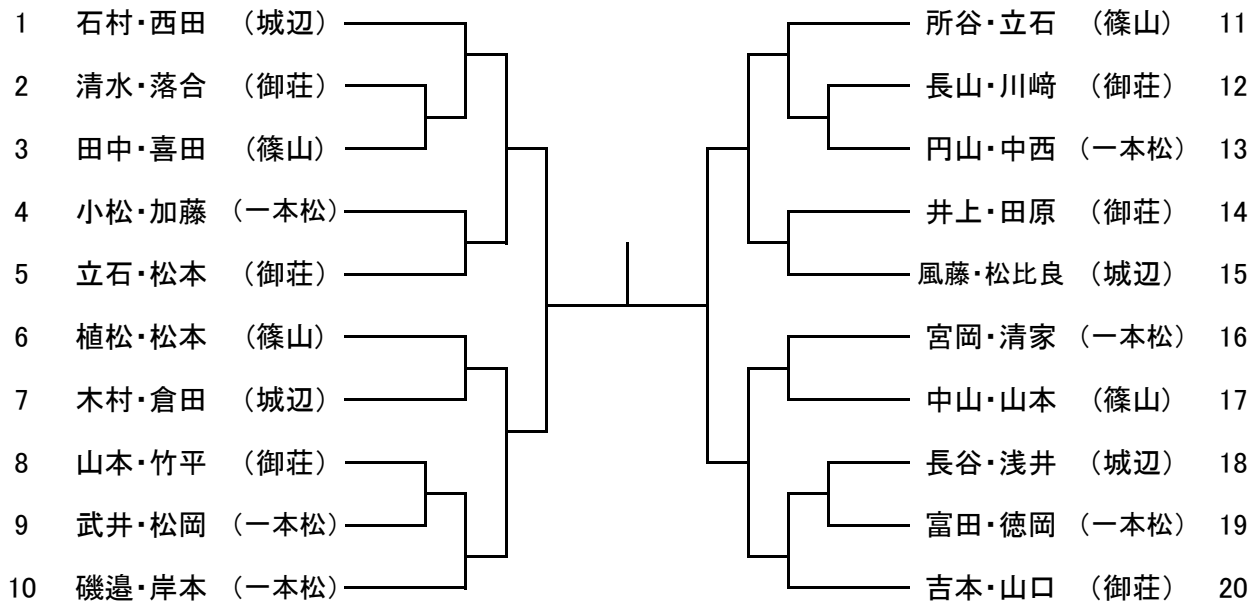 1 石村・西田 （城辺）
2 清水・落合 （御荘）
3 田中・喜田 （篠山）
4 小松・加藤 （一本松）
5 立石・松本 （御荘）
6 植松・松本 （篠山）
7 木村・倉田 （城辺）
8 山本・竹平 （御荘）
9 武井・松岡 （一本松）
10 磯邉・岸本 （一本松）
所谷・立石 （篠山） 11
長山・川﨑 （御荘） 12
円山・中西 （一本松） 13
井上・田原 （御荘） 14
風藤・松比良 （城辺） 15
宮岡・清家 （一本松） 16
中山・山本 （篠山） 17
長谷・浅井 （城辺） 18
富田・徳岡 （一本松） 19
吉本・山口 （御荘） 20